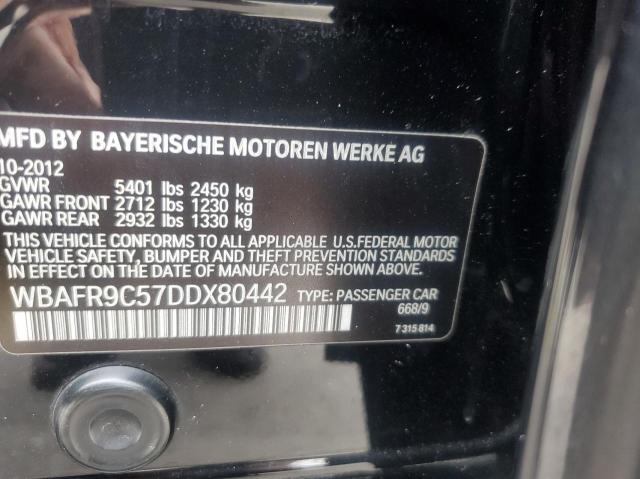 MFD BY BAYERISCHE MOTOREN WERKE AG
10-2012
GVWR 5401 lbs 2450 kg
GAWR FRONT 2712 lbs 1230 kg
GAWR REAR 2932 lbs 1330 kg
THIS VEHICLE CONFORMS TO ALL APPLICABLE U.S.FEDERAL MOTOR
VEHICLE SAFETY, BUMPER AND THEFT PREVENTION STANDARDS
IN EFFECT ON THE DATE OF MANUFACTURE SHOWN ABOVE.
WBAFR9C57DDX80442 TYPE: PASSENGER CAR
668/9
7 315 814